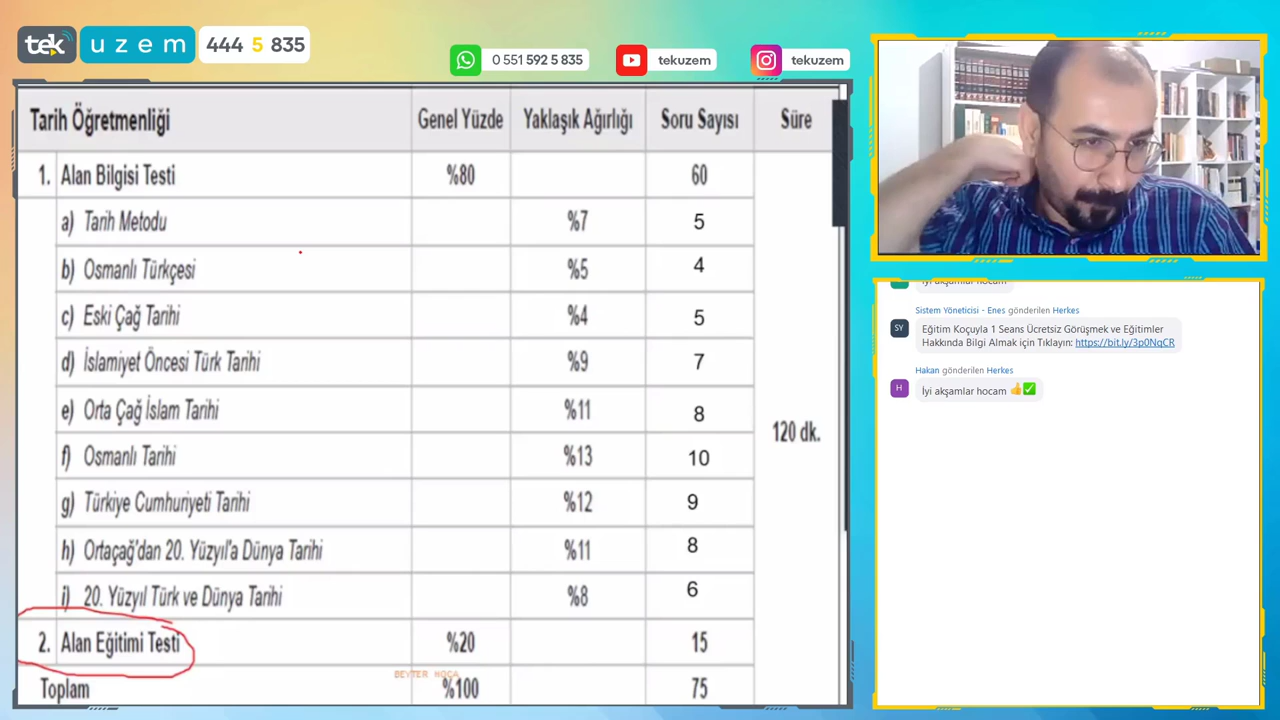 tek uzem 444 5 835
0 551 592 5 835 tekuzem tekuzem
Tarih Öğretmenliği Genel Yüzde Yaklaşık Ağırlığı Soru Sayısı Süre
1. Alan Bilgisi Testi %80 60
a) Tarih Metodu %7 5
b) Osmanlı Türkçesi %5 4
c) Eski Çağ Tarihi %4 5
d) İslamiyet Öncesi Türk Tarihi %9 7
e) Orta Çağ İslam Tarihi %11 8
120 dk.
f) Osmanlı Tarihi %13 10
g) Türkiye Cumhuriyeti Tarihi %12 9
h) Ortaçağ'dan 20. Yüzyıl'a Dünya Tarihi %11 8
i) 20. Yüzyıl Türk ve Dünya Tarihi %8 6
2. Alan Eğitimi Testi %20 15
BEYTER NOCA
Toplam %100 75
İyi akşamlar hocam
Sistem Yöneticisi - Enes gönderilen Herkes
SY
Eğitim Koçuyla 1 Seans Ücretsiz Görüşmek ve Eğitimler
Hakkında Bilgi Almak için Tıklayın: https://bit.ly/3p0NqCR
Hakan gönderilen Herkes
H
İyi akşamlar hocam 👍✅